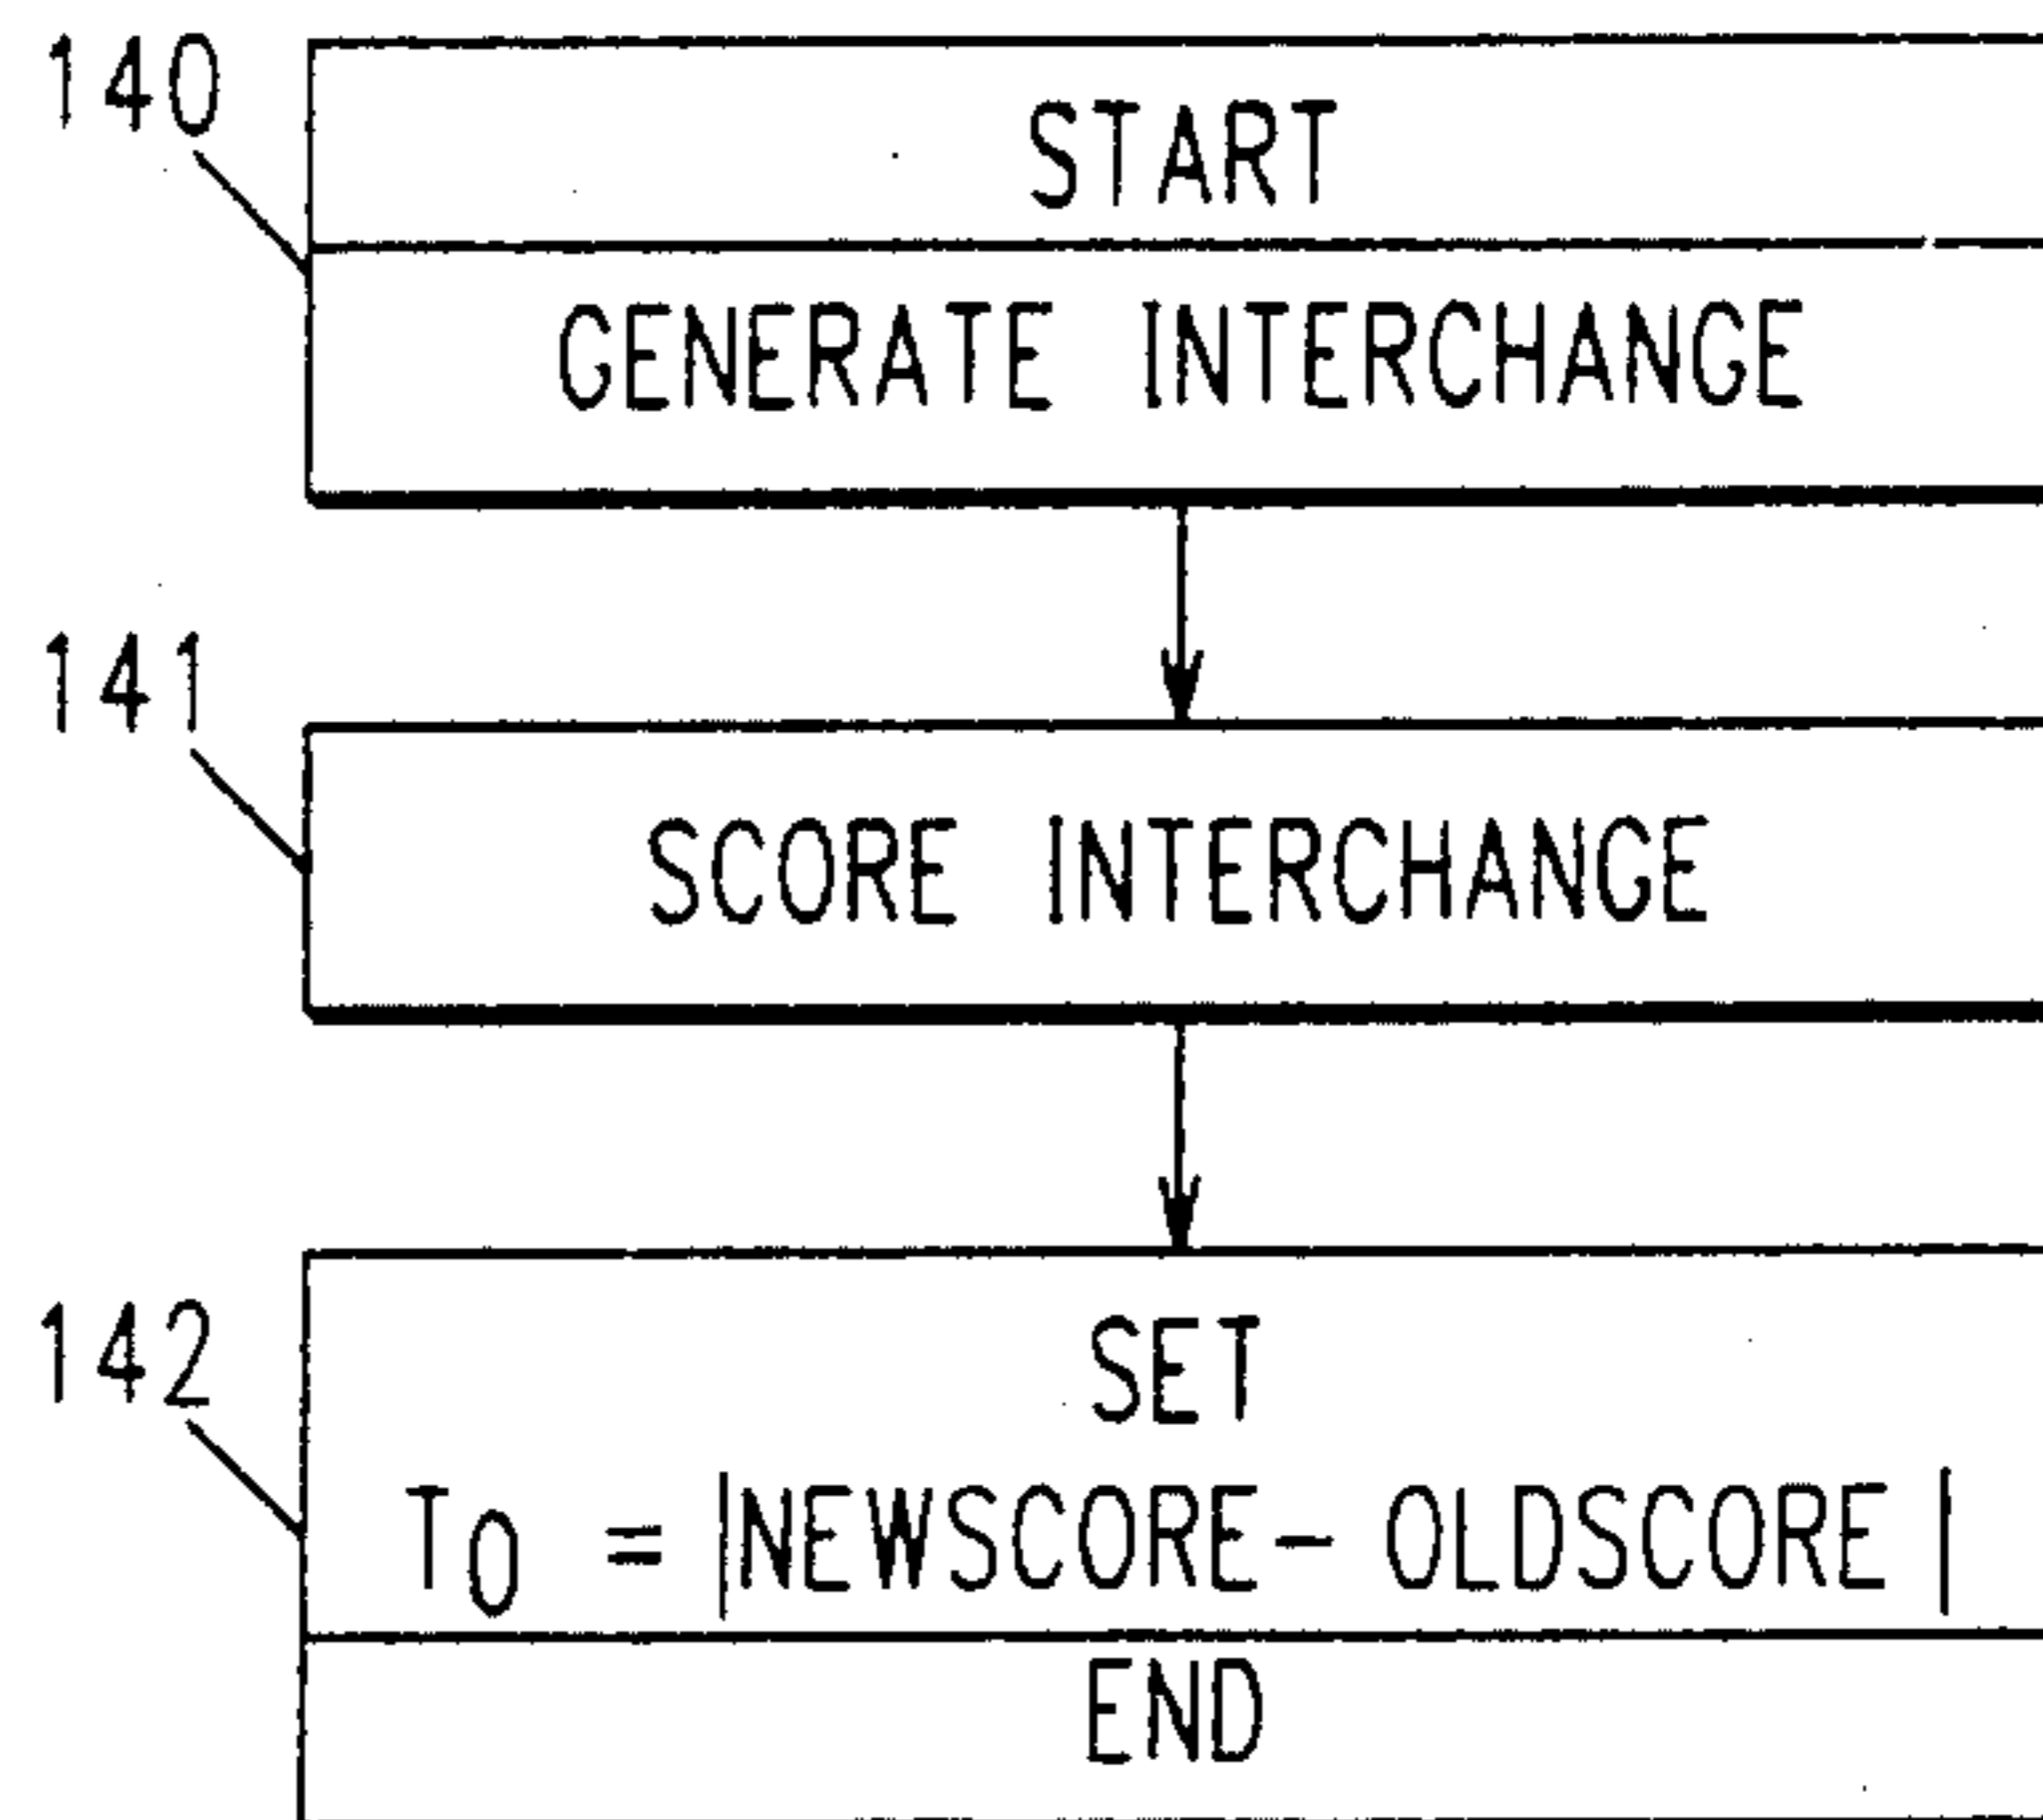 140
START
GENERATE INTERCHANGE
141
SCORE INTERCHANGE
142
SET
T0 = |NEWSCORE- OLDSCORE |
END